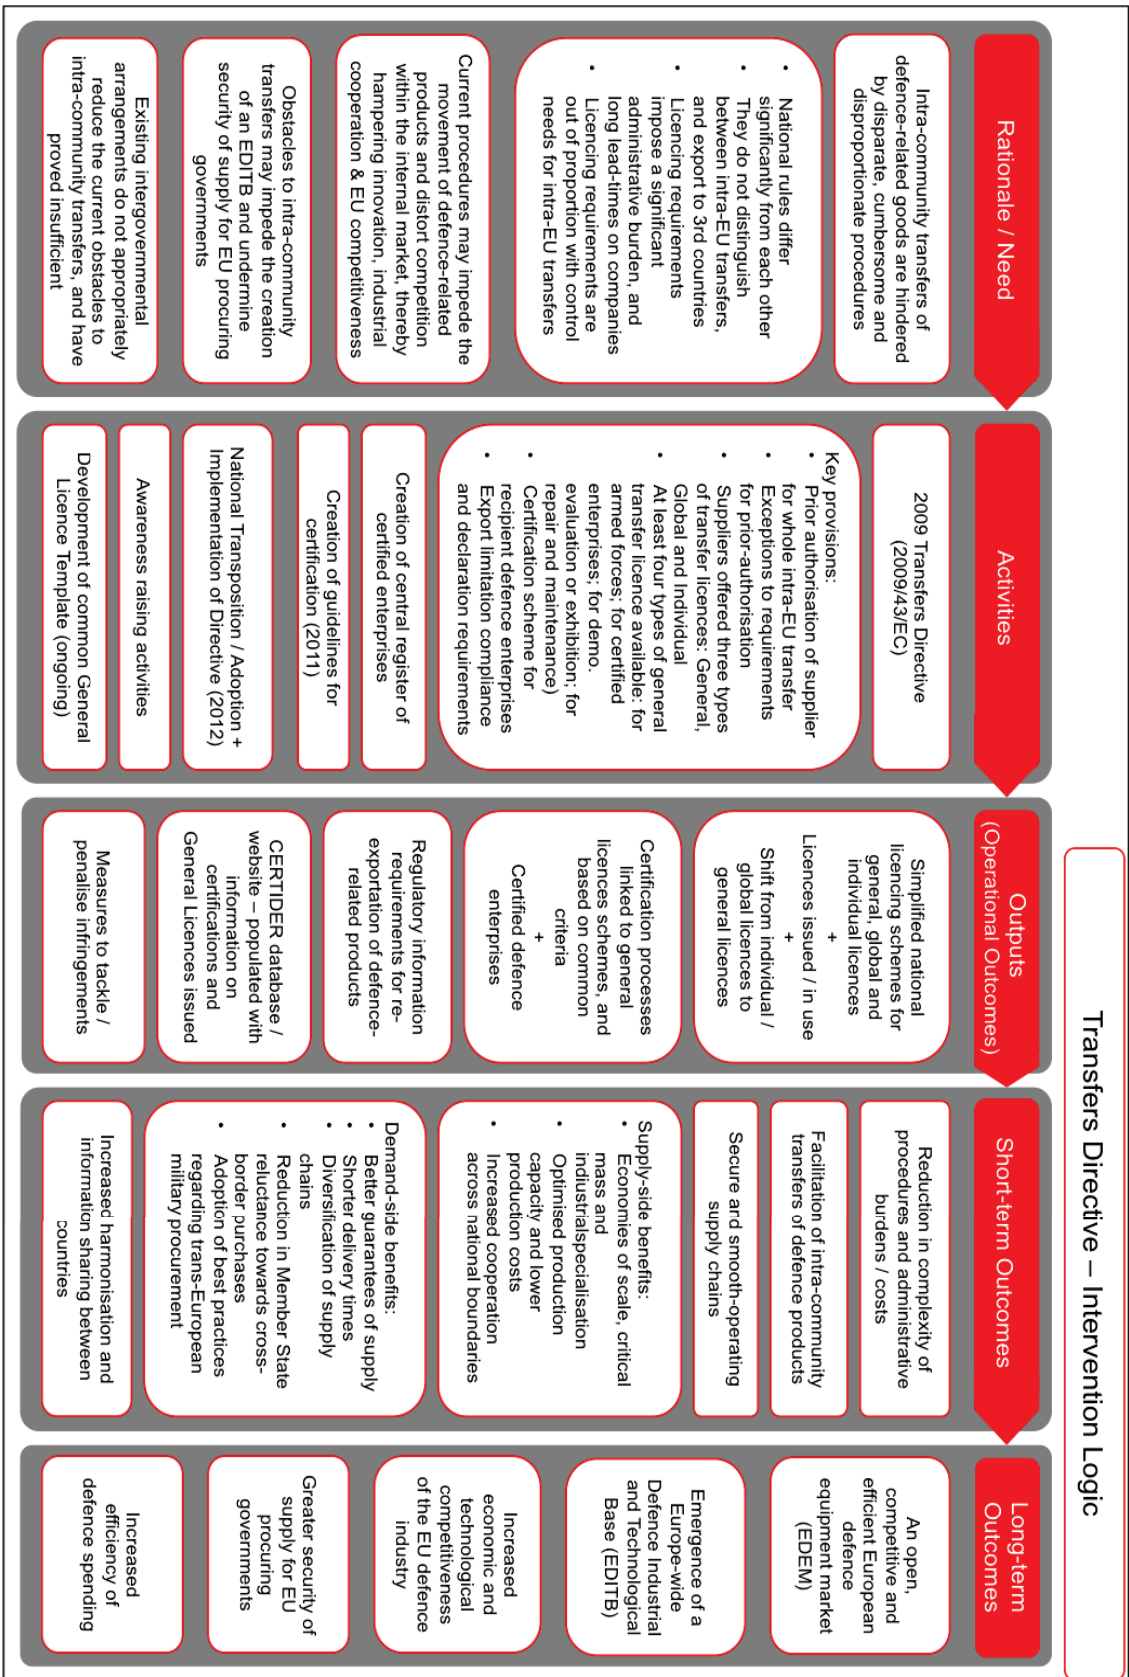 Transfers Directive – Intervention Logic
Rationale / Need
Intra-community transfers of
defence-related goods are hindered
by disparate, cumbersome and
disproportionate procedures
• National rules differ
significantly from each other
• They do not distinguish
between intra-EU transfers,
and export to 3rd countries
• Licencing requirements
impose a significant
administrative burden, and
long lead-times on companies
• Licencing requirements are
out of proportion with control
needs for intra-EU transfers
Current procedures may impede the
movement of defence-related
products and distort competition
within the internal market, thereby
hampering innovation, industrial
cooperation & EU competitiveness
Obstacles to intra-community
transfers may impede the creation
of an EDITB and undermine
security of supply for EU procuring
governments
Existing intergovernmental
arrangements do not appropriately
reduce the current obstacles to
intra-community transfers, and have
proved insufficient
Activities
2009 Transfers Directive
(2009/43/EC)
Key provisions:
• Prior authorisation of supplier
for whole intra-EU transfer
• Exceptions to requirements
for prior-authorisation
• Suppliers offered three types
of transfer licences: General,
Global and Individual
• At least four types of general
transfer licence available: for
armed forces; for certified
enterprises; for demo.
evaluation or exhibition; for
repair and maintenance)
• Certification scheme for
recipient defence enterprises
• Export limitation compliance
and declaration requirements
Creation of central register of
certified enterprises
Creation of guidelines for
certification (2011)
National Transposition / Adoption +
Implementation of Directive (2012)
Awareness raising activities
Development of common General
Licence Template (ongoing)
Outputs
(Operational Outcomes)
Simplified national
licencing schemes for
general, global and
individual licences
+
Licences issued / in use
+
Shift from individual /
global licences to
general licences
Certification processes
linked to general
licences schemes, and
based on common
criteria
+
Certified defence
enterprises
Regulatory information
requirements for re-
exportation of defence-
related products
CERTIDER database /
website – populated with
information on
certifications and
General Licences issued
Measures to tackle /
penalise infringements
Short-term Outcomes
Reduction in complexity of
procedures and administrative
burdens / costs
Facilitation of intra-community
transfers of defence products
Secure and smooth-operating
supply chains
Supply-side benefits:
• Economies of scale, critical
mass and
industrialspecialisation
• Optimised production
capacity and lower
production costs
• Increased cooperation
across national boundaries
Demand-side benefits:
• Better guarantees of supply
• Shorter delivery times
• Diversification of supply
chains
• Reduction in Member State
reluctance towards cross-
border purchases
• Adoption of best practices
regarding trans-European
military procurement
Increased harmonisation and
information sharing between
countries
Long-term
Outcomes
An open,
competitive and
efficient European
defence
equipment market
(EDEM)
Emergence of a
Europe-wide
Defence Industrial
and Technological
Base (EDITB)
Increased
economic and
technological
competitiveness
of the EU defence
industry
Greater security of
supply for EU
procuring
governments
Increased
efficiency of
defence spending